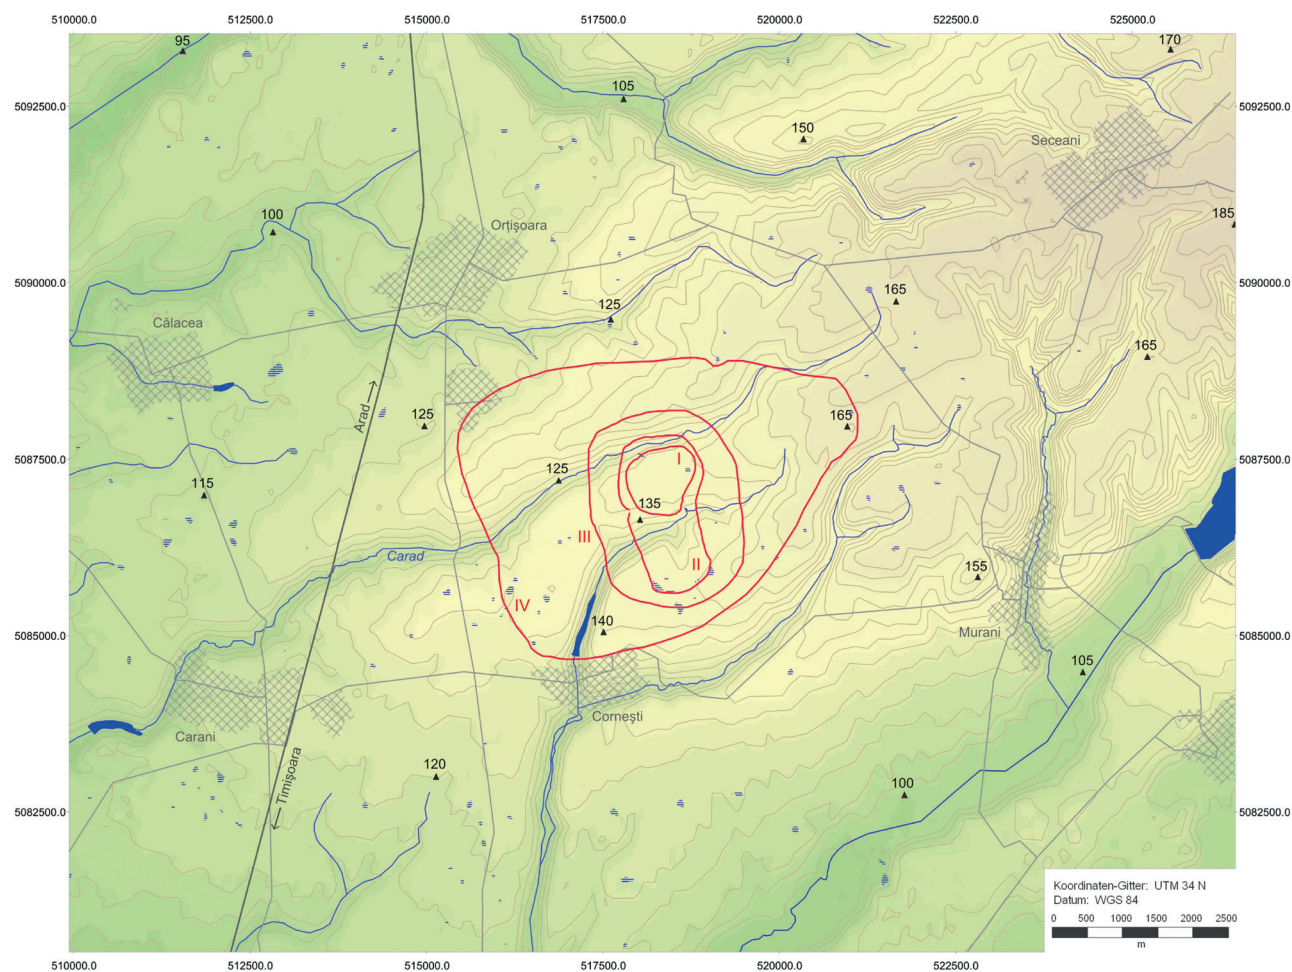 510000.0 512500.0 515000.0 517500.0 520000.0 522500.0 525000.0
95
170
105
5092500.0
5092500.0
150
Seceani
100
185
Orțișoara
5090000.0
5090000.0
165
125
Călacea
165
Arad →
125
165
I
5087500.0
5087500.0
125
115
135
III
Carad
II
155
IV
140
5085000.0
5085000.0
Murani
105
Cornești
Carani
120
← Timișoara
100
5082500.0
5082500.0
Koordinaten-Gitter: UTM 34 N
Datum: WGS 84
0 500 1000 1500 2000 2500
m
510000.0 512500.0 515000.0 517500.0 520000.0 522500.0